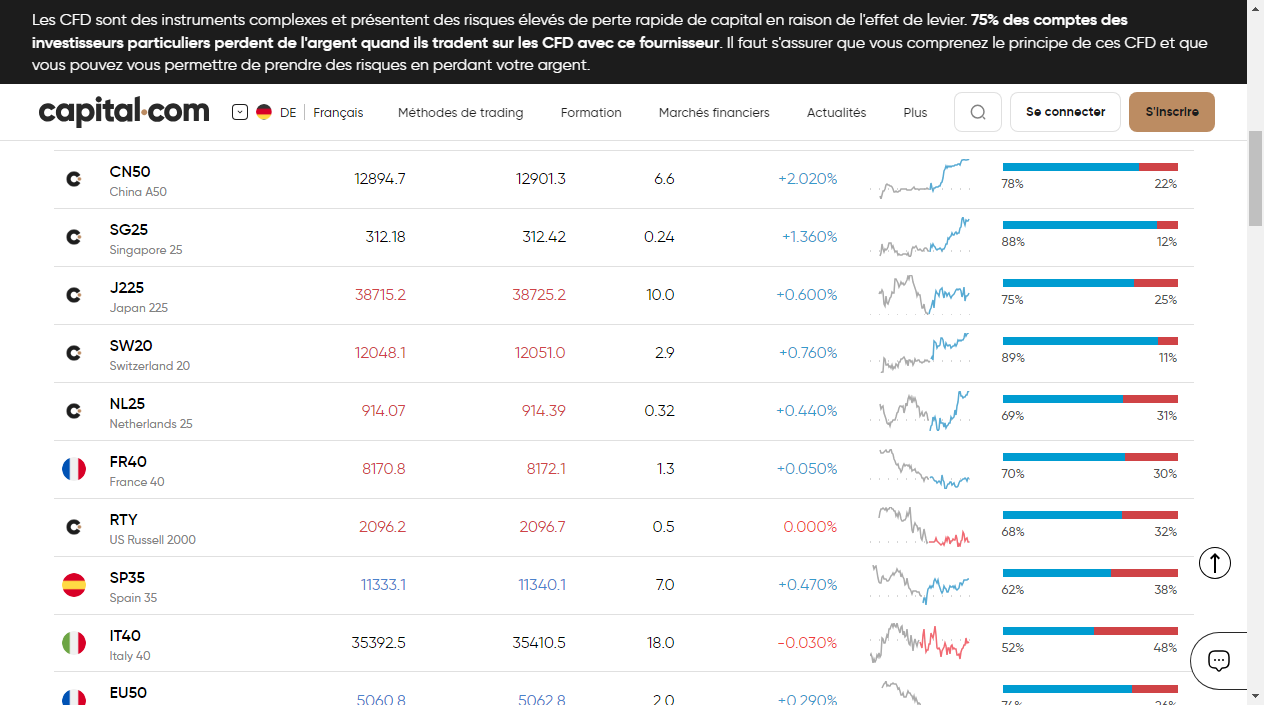 Les CFD sont des instruments complexes et présentent des risques élevés de perte rapide de capital en raison de l'effet de levier. 75% des comptes des
investisseurs particuliers perdent de l'argent quand ils tradent sur les CFD avec ce fournisseur. Il faut s'assurer que vous comprenez le principe de ces CFD et que
vous pouvez vous permettre de prendre des risques en perdant votre argent.
capital.com DE Français Méthodes de trading Formation Marchés financiers Actualités Plus Se connecter S'inscrire
CN50 12894.7 12901.3 6.6 +2.020%
China A50 78% 22%
SG25 312.18 312.42 0.24 +1.360%
Singapore 25 88% 12%
J225 38715.2 38725.2 10.0 +0.600%
Japan 225 75% 25%
SW20 12048.1 12051.0 2.9 +0.760%
Switzerland 20 89% 11%
NL25 914.07 914.39 0.32 +0.440%
Netherlands 25 69% 31%
FR40 8170.8 8172.1 1.3 +0.050%
France 40 70% 30%
RTY 2096.2 2096.7 0.5 0.000%
US Russell 2000 68% 32%
SP35 11333.1 11340.1 7.0 +0.470%
Spain 35 62% 38%
IT40 35392.5 35410.5 18.0 -0.030%
Italy 40 52% 48%
EU50 5060.8 5062.8 2.0 +0.290%